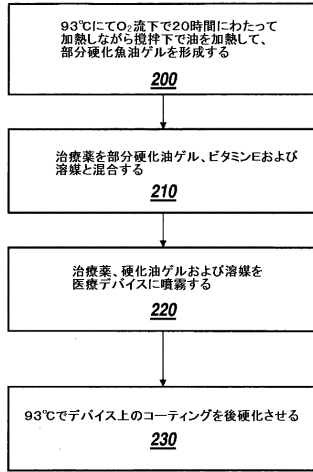 93℃にてO₂流下で20時間にわたって
加熱しながら撹拌下で油を加熱して、
部分硬化魚油ゲルを形成する
200
治療薬を部分硬化油ゲル、ビタミンEおよび
溶媒と混合する
210
治療薬、硬化油ゲルおよび溶媒を
医療デバイスに噴霧する
220
93℃でデバイス上のコーティングを後硬化させる
230